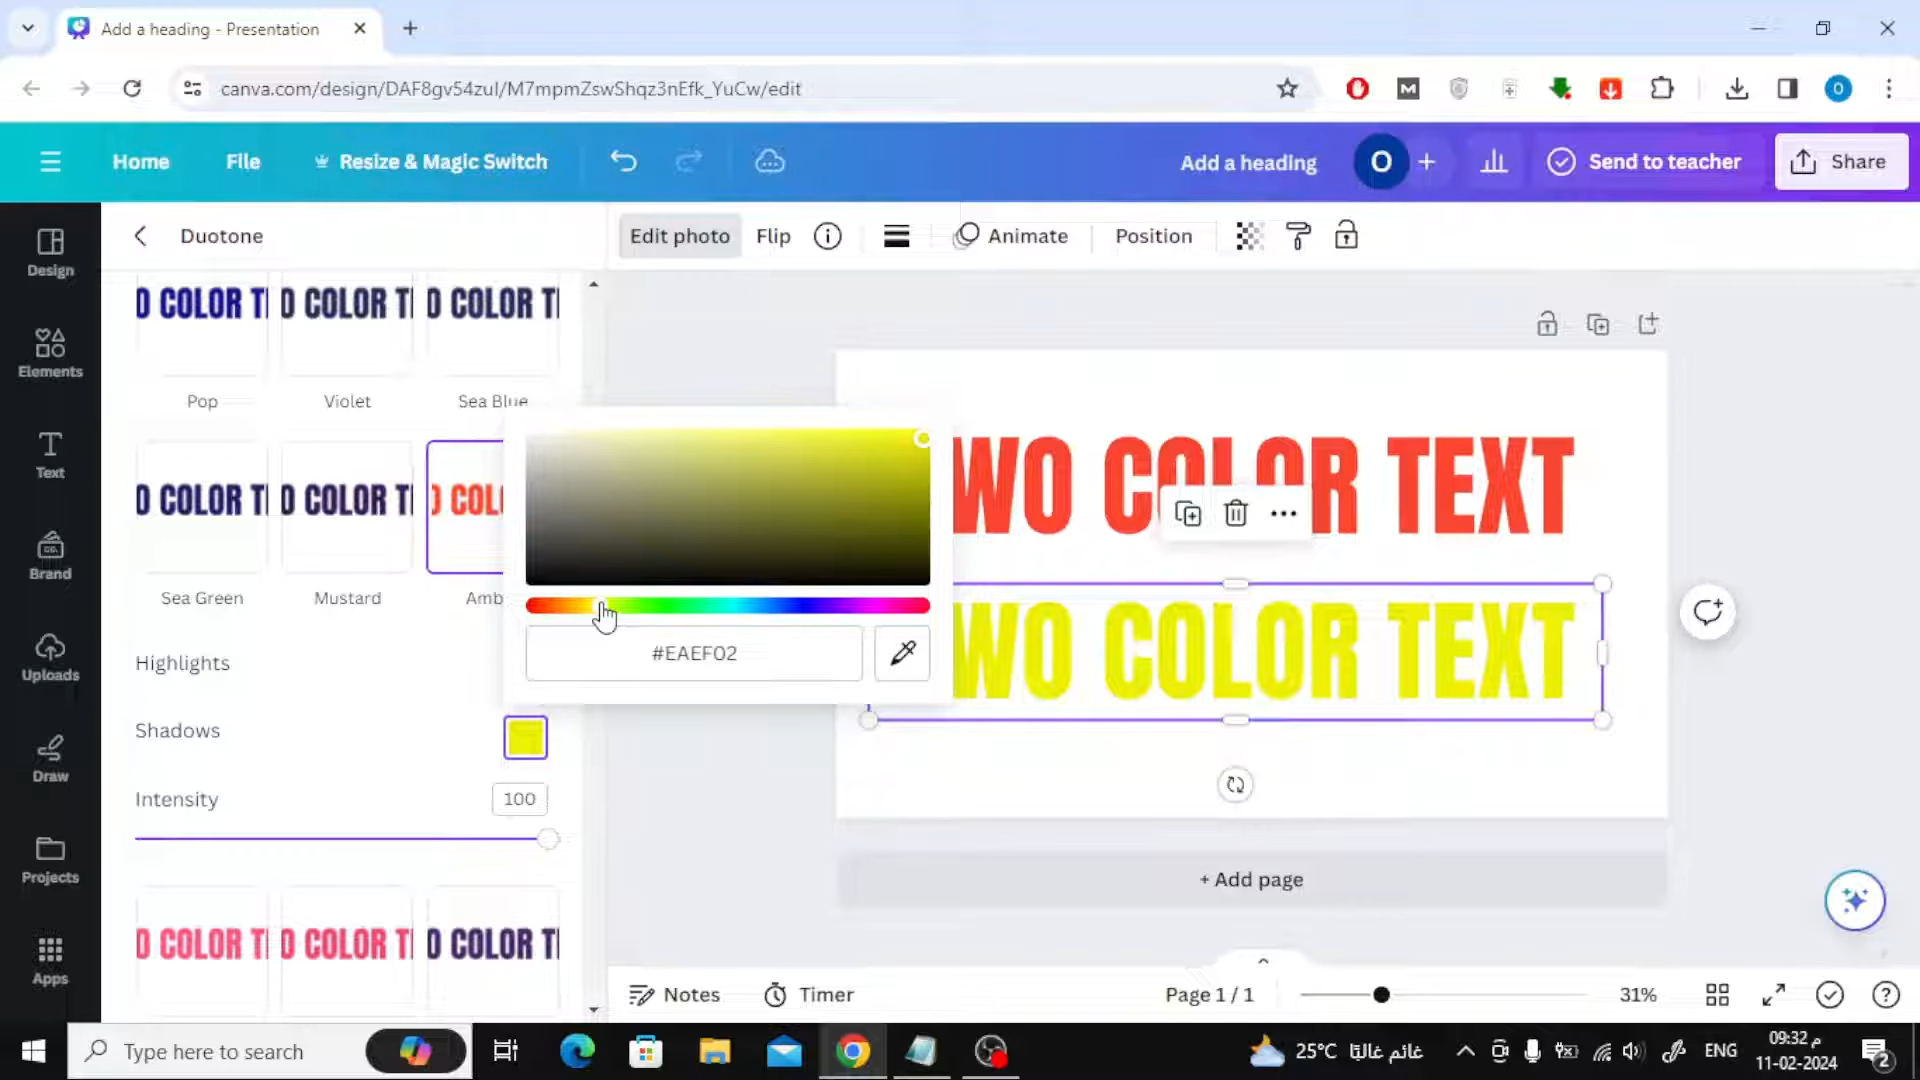 Add a heading - Presentation
canva.com/design/DAF8gv54zuI/M7mpmZswShqz3nEfk_YuCw/edit
Home File Resize & Magic Switch Add a heading O Send to teacher Share
Duotone Edit photo Flip Animate Position
Design
Elements
Text
Brand
Uploads
Draw
Projects
Apps
O COLOR T O COLOR T O COLOR T
Pop Violet Sea Blue
O COLOR T O COLOR T O COL
Sea Green Mustard Amb
Highlights
Shadows
Intensity 100
O COLOR T O COLOR T O COLOR T
#EAEF02
WO COLOR TEXT
WO COLOR TEXT
+ Add page
Notes Timer Page 1 / 1 31%
Type here to search 25°C غائم غالبًا ENG 09:32 م
11-02-2024 2